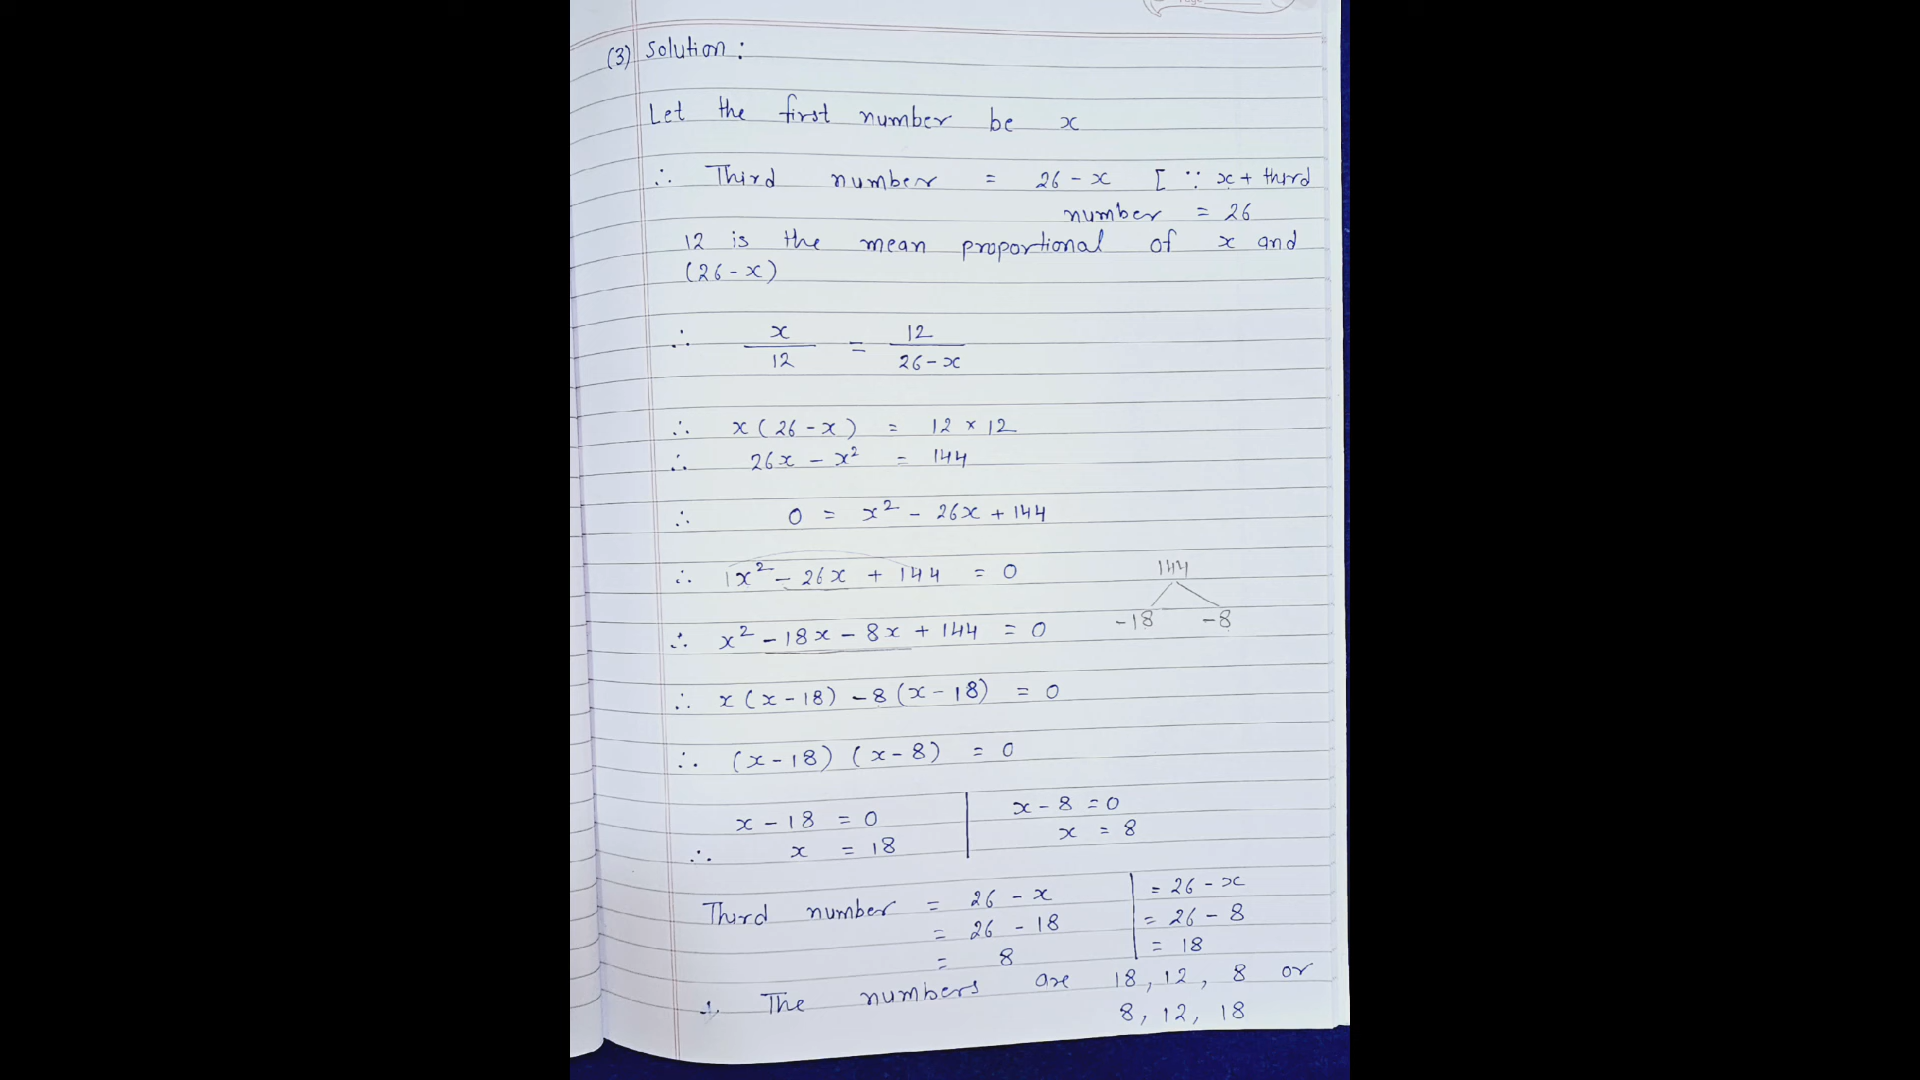 (3) Solution :
Let the first number be x
∴ Third number = 26 - x [ ∵ x + third
number = 26
12 is the mean proportional of x and
(26 - x)
∴ x/12 = 12/26-x
∴ x (26 - x) = 12 × 12
∴ 26x - x² = 144
∴ 0 = x² - 26x + 144
∴ 1x² - 26x + 144 = 0
144
-18 -8
∴ x² - 18x - 8x + 144 = 0
∴ x (x - 18) - 8 (x - 18) = 0
∴ (x - 18) (x - 8) = 0
x - 18 = 0 | x - 8 = 0
∴ x = 18 | x = 8
Third number = 26 - x | = 26 - x
= 26 - 18 | = 26 - 8
= 8 | = 18
∴ The numbers are 18, 12, 8 or
8, 12, 18